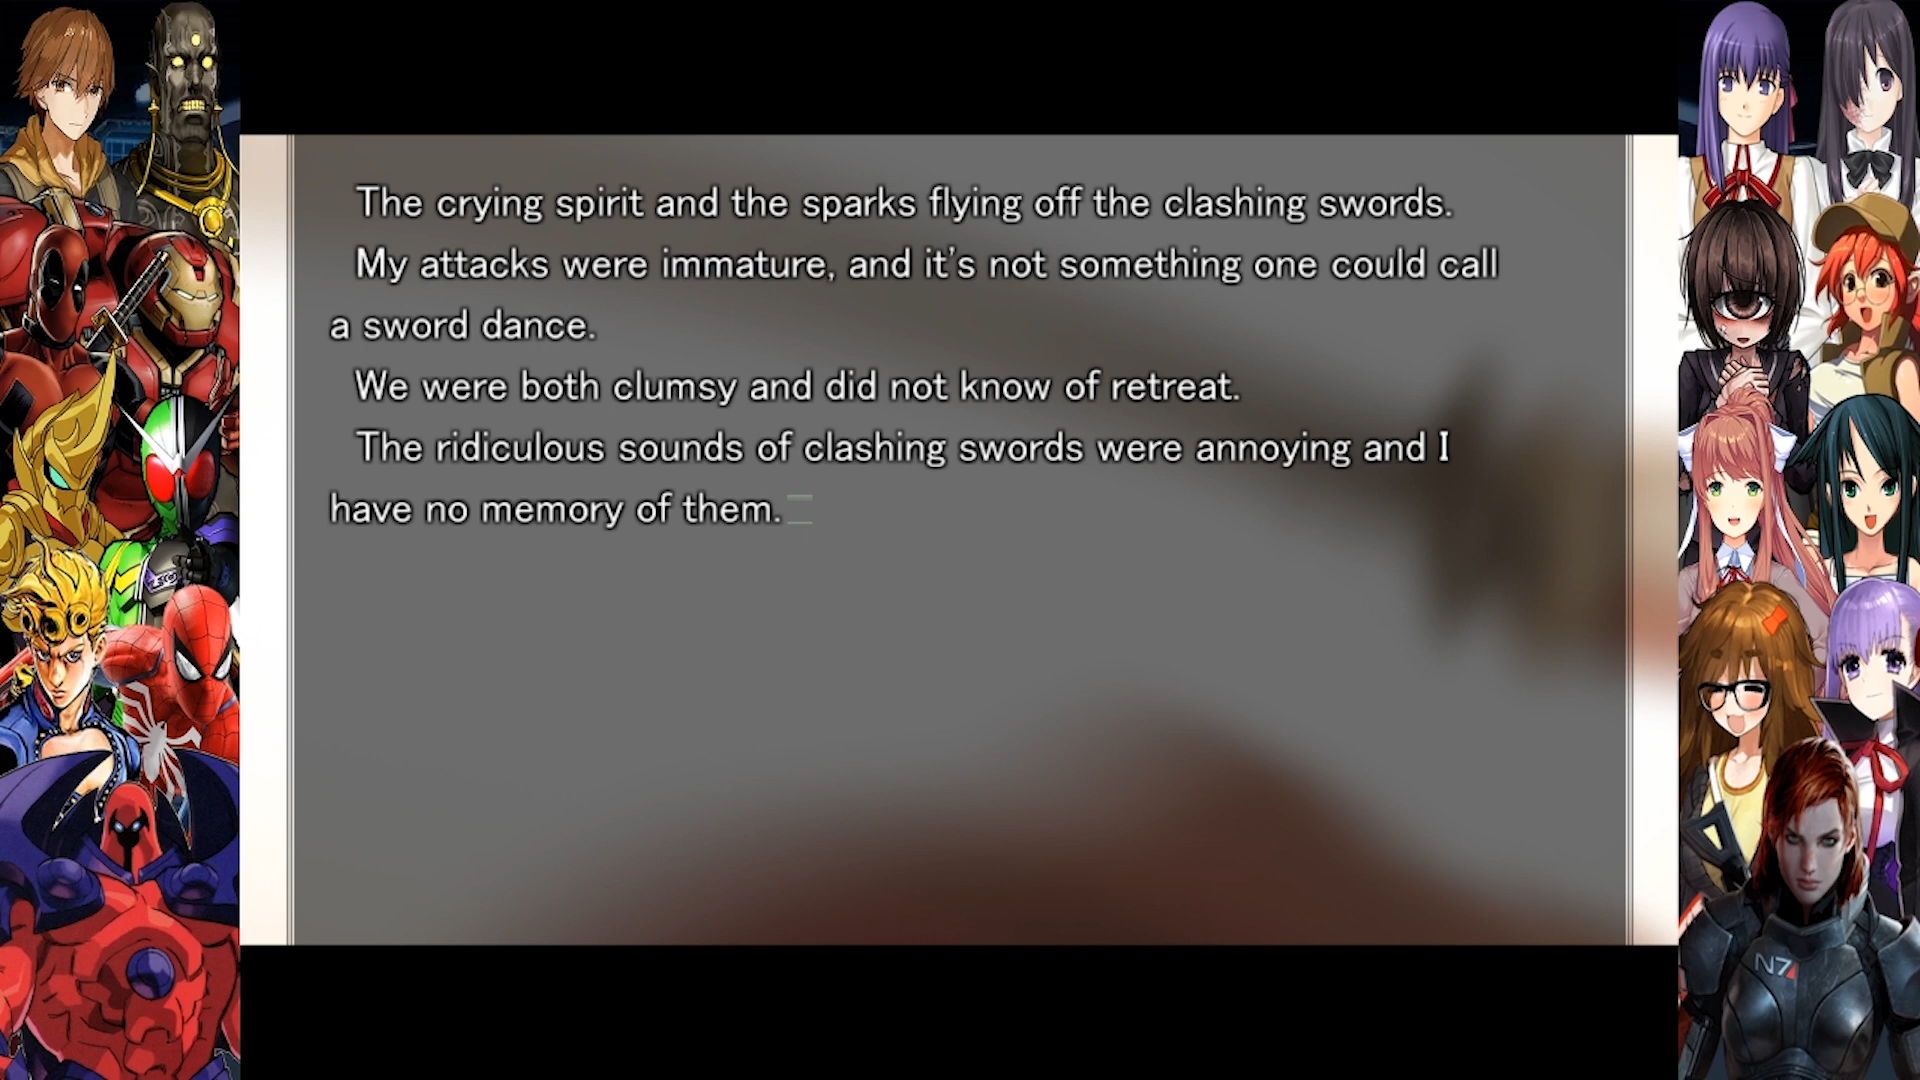 The crying spirit and the sparks flying off the clashing swords.
My attacks were immature, and it's not something one could call
a sword dance.
We were both clumsy and did not know of retreat.
The ridiculous sounds of clashing swords were annoying and I
have no memory of them.
N7